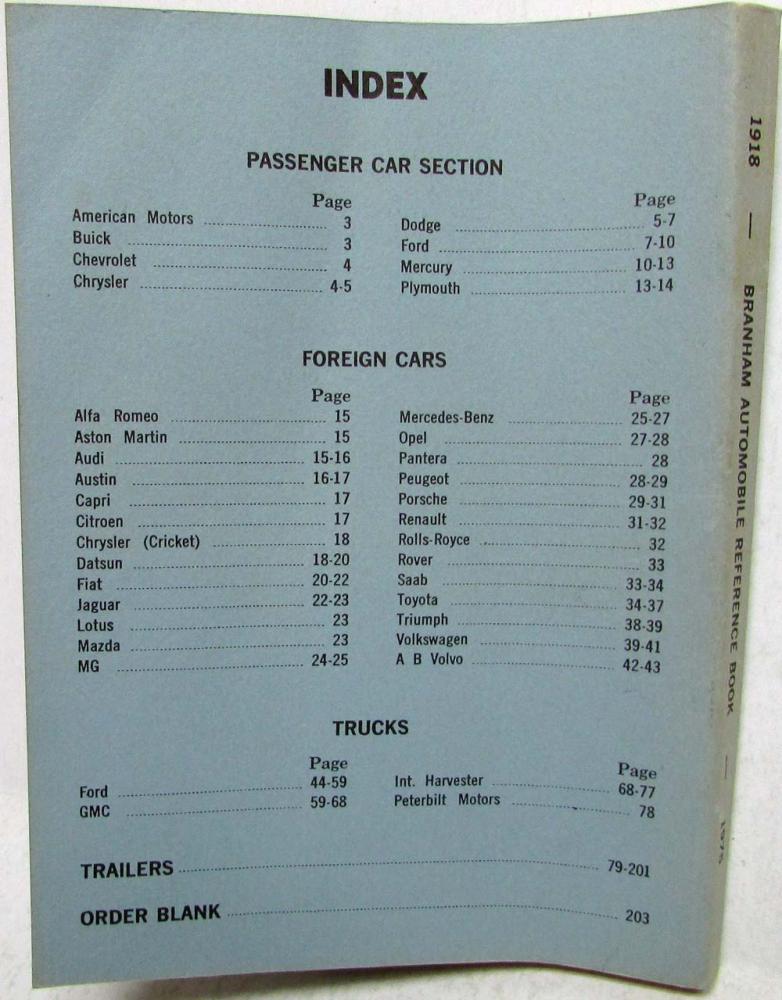 INDEX
PASSENGER CAR SECTION
Page
American Motors 3
Buick 3
Chevrolet 4
Chrysler 4-5
Page
Dodge 5-7
Ford 7-10
Mercury 10-13
Plymouth 13-14
FOREIGN CARS
Page
Alfa Romeo 15
Aston Martin 15
Audi 15-16
Austin 16-17
Capri 17
Citroen 17
Chrysler (Cricket) 18
Datsun 18-20
Fiat 20-22
Jaguar 22-23
Lotus 23
Mazda 23
MG 24-25
Page
Mercedes-Benz 25-27
Opel 27-28
Pantera 28
Peugeot 28-29
Porsche 29-31
Renault 31-32
Rolls-Royce 32
Rover 33
Saab 33-34
Toyota 34-37
Triumph 38-39
Volkswagen 39-41
A B Volvo 42-43
TRUCKS
Page
Ford 44-59
GMC 59-68
Page
Int. Harvester 68-77
Peterbilt Motors 78
TRAILERS 79-201
ORDER BLANK 203
1918 — BRANHAM AUTOMOBILE REFERENCE BOOK —